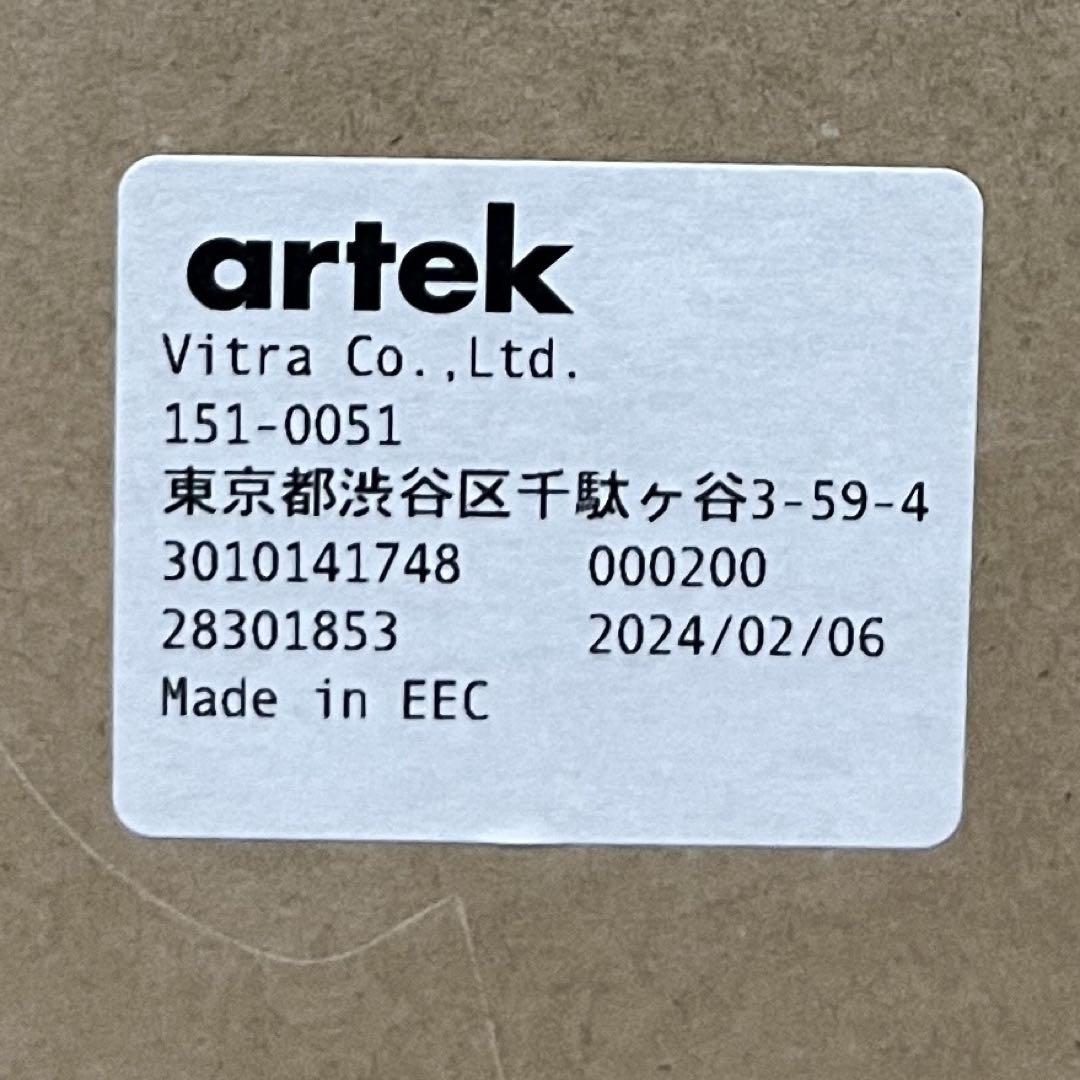 artek
Vitra Co.,Ltd.
151-0051
東京都渋谷区千駄ヶ谷3-59-4
3010141748 000200
28301853 2024/02/06
Made in EEC